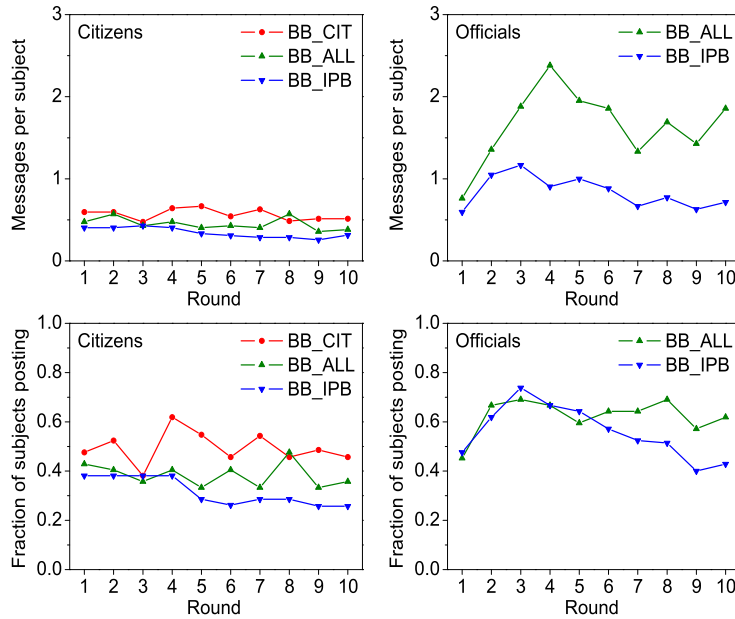 Citizens
BB_CIT
BB_ALL
BB_IPB
Messages per subject
3
2
1
0
1 2 3 4 5 6 7 8 9 10
Round
Officials
BB_ALL
BB_IPB
Messages per subject
3
2
1
0
1 2 3 4 5 6 7 8 9 10
Round
Citizens
BB_CIT
BB_ALL
BB_IPB
Fraction of subjects posting
1.0
0.8
0.6
0.4
0.2
0.0
1 2 3 4 5 6 7 8 9 10
Round
Officials
BB_ALL
BB_IPB
Fraction of subjects posting
1.0
0.8
0.6
0.4
0.2
0.0
1 2 3 4 5 6 7 8 9 10
Round